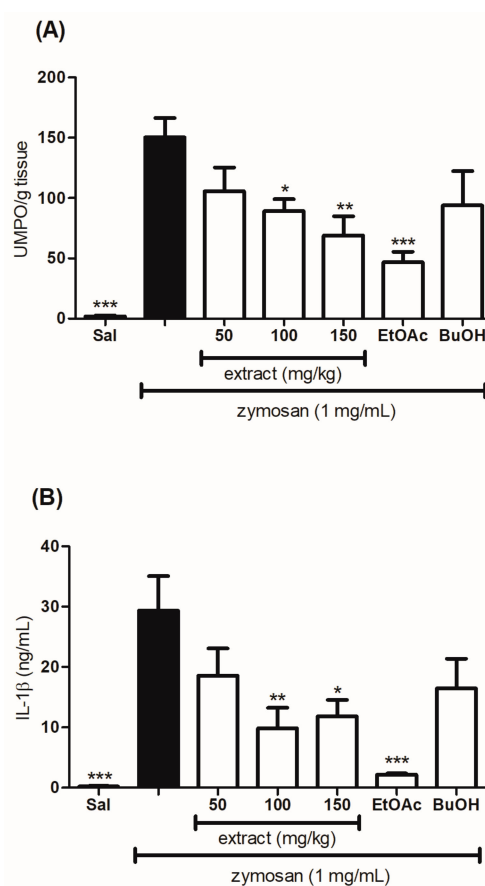 (A)
UMPO/g tissue
200
150
100
50
0
***
*
**
***
Sal 50 100 150 EtOAc BuOH
extract (mg/kg)
zymosan (1 mg/mL)
(B)
IL-1β (ng/mL)
40
30
20
10
0
***
**
*
***
Sal 50 100 150 EtOAc BuOH
extract (mg/kg)
zymosan (1 mg/mL)